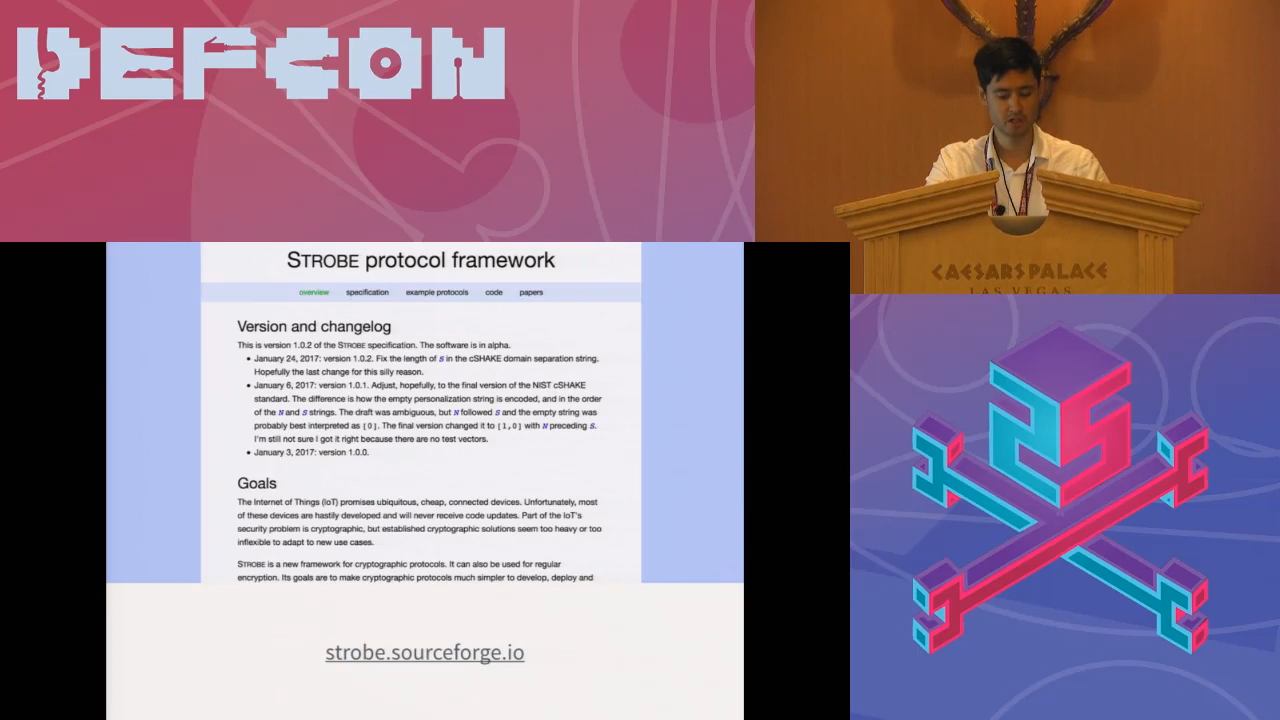 DEFCON
CAESARS PALACE
LAS VEGAS
STROBE protocol framework
overview specification example protocols code papers
Version and changelog
This is version 1.0.2 of the STROBE specification. The software is in alpha.
• January 24, 2017: version 1.0.2. Fix the length of S in the cSHAKE domain separation string.
Hopefully the last change for this silly reason.
• January 6, 2017: version 1.0.1. Adjust, hopefully, to the final version of the NIST cSHAKE
standard. The difference is how the empty personalization string is encoded, and in the order
of the N and S strings. The draft was ambiguous, but N followed S and the empty string was
probably best interpreted as [0]. The final version changed it to [1,0] with N preceding S.
I'm still not sure I got it right because there are no test vectors.
• January 3, 2017: version 1.0.0.
Goals
The Internet of Things (IoT) promises ubiquitous, cheap, connected devices. Unfortunately, most
of these devices are hastily developed and will never receive code updates. Part of the IoT's
security problem is cryptographic, but established cryptographic solutions seem too heavy or too
inflexible to adapt to new use cases.
STROBE is a new framework for cryptographic protocols. It can also be used for regular
encryption. Its goals are to make cryptographic protocols much simpler to develop, deploy and
strobe.sourceforge.io
25